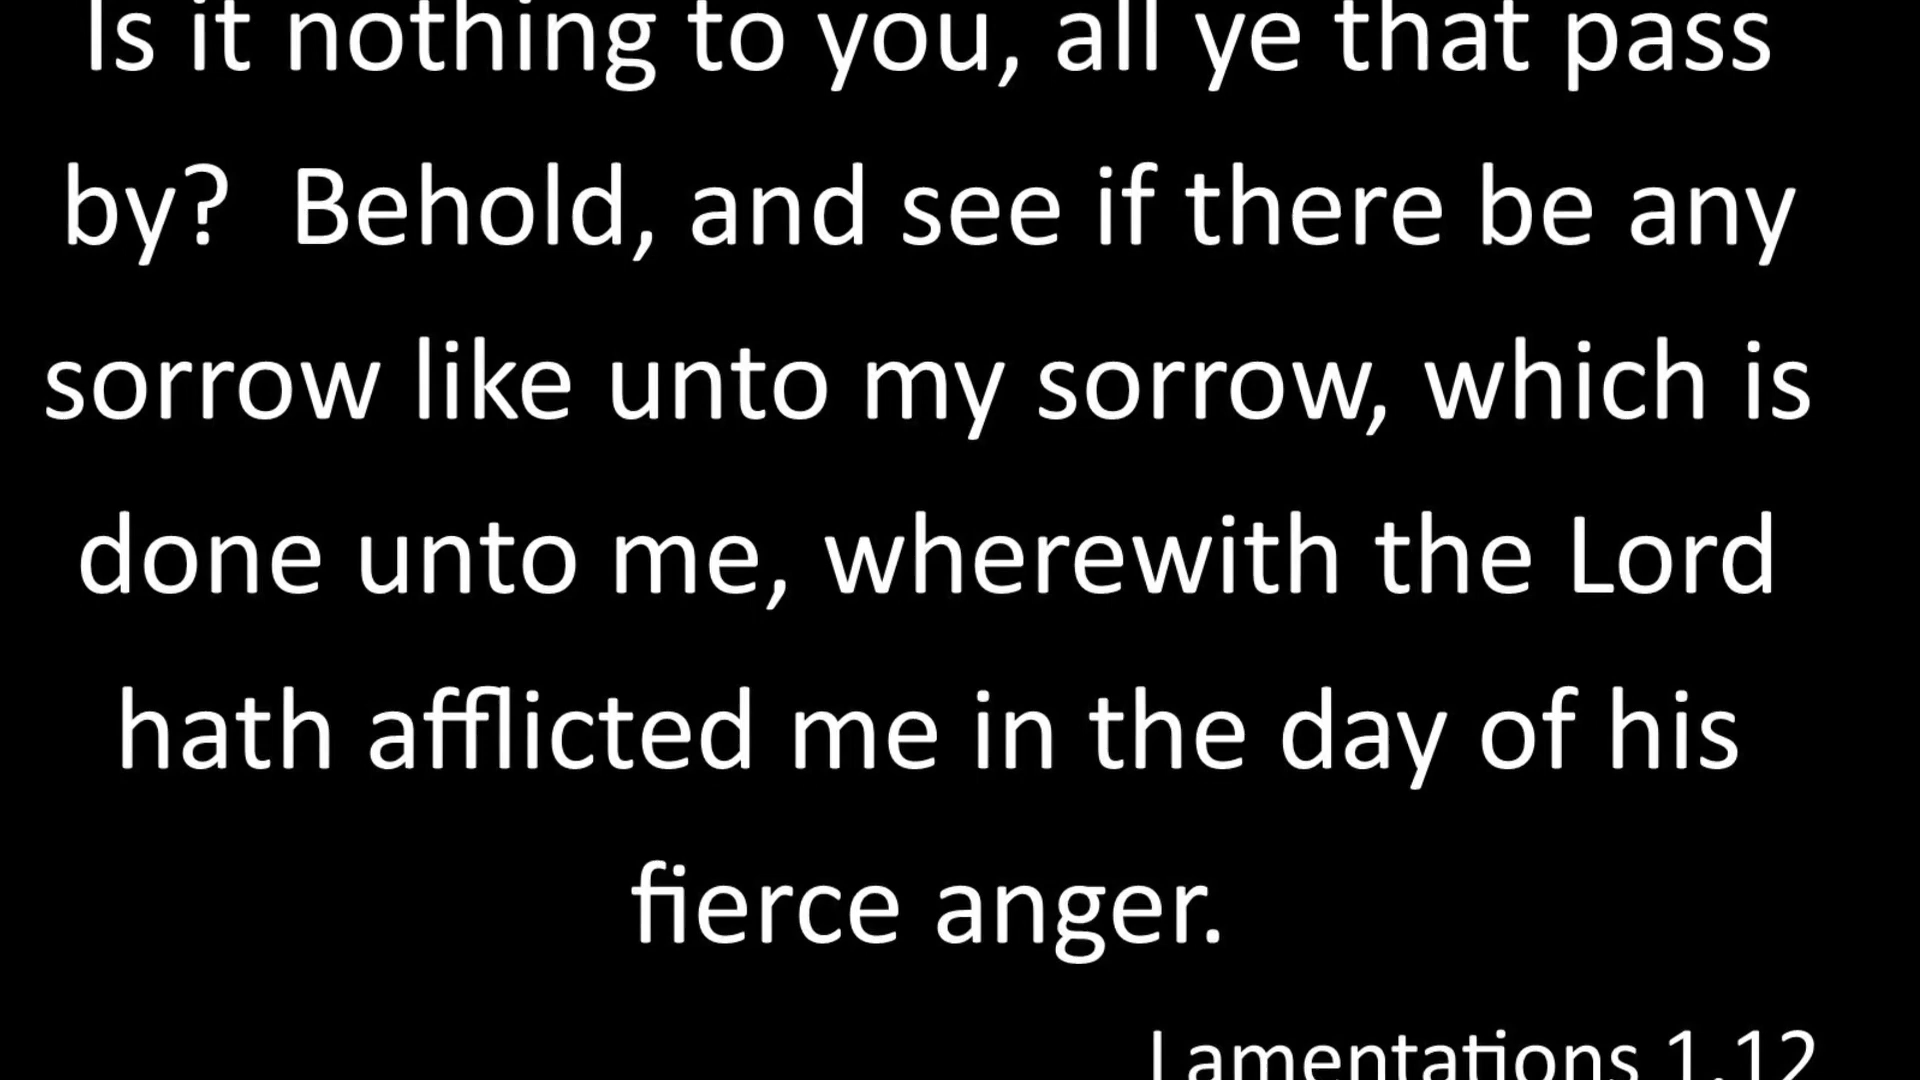 Is it nothing to you, all ye that pass
by?  Behold, and see if there be any
sorrow like unto my sorrow, which is
done unto me, wherewith the Lord
hath afflicted me in the day of his
fierce anger.
Lamentations 1.12